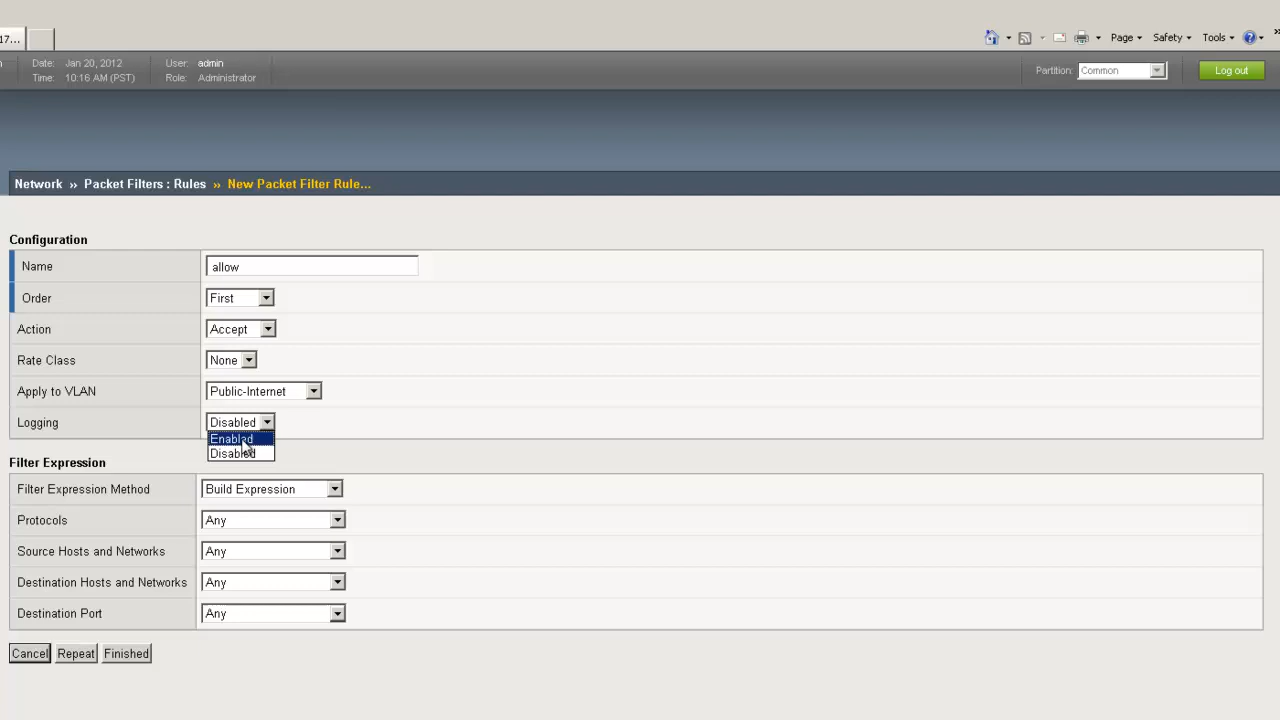 17...
Page
Safety
Tools
Date: Jan 20, 2012 User: admin
Time: 10:16 AM (PST) Role: Administrator
Partition: Common Log out
Network » Packet Filters : Rules » New Packet Filter Rule...
Configuration
Name allow
Order First
Action Accept
Rate Class None
Apply to VLAN Public-Internet
Logging Disabled
Enabled
Disabled
Filter Expression
Filter Expression Method Build Expression
Protocols Any
Source Hosts and Networks Any
Destination Hosts and Networks Any
Destination Port Any
Cancel Repeat Finished